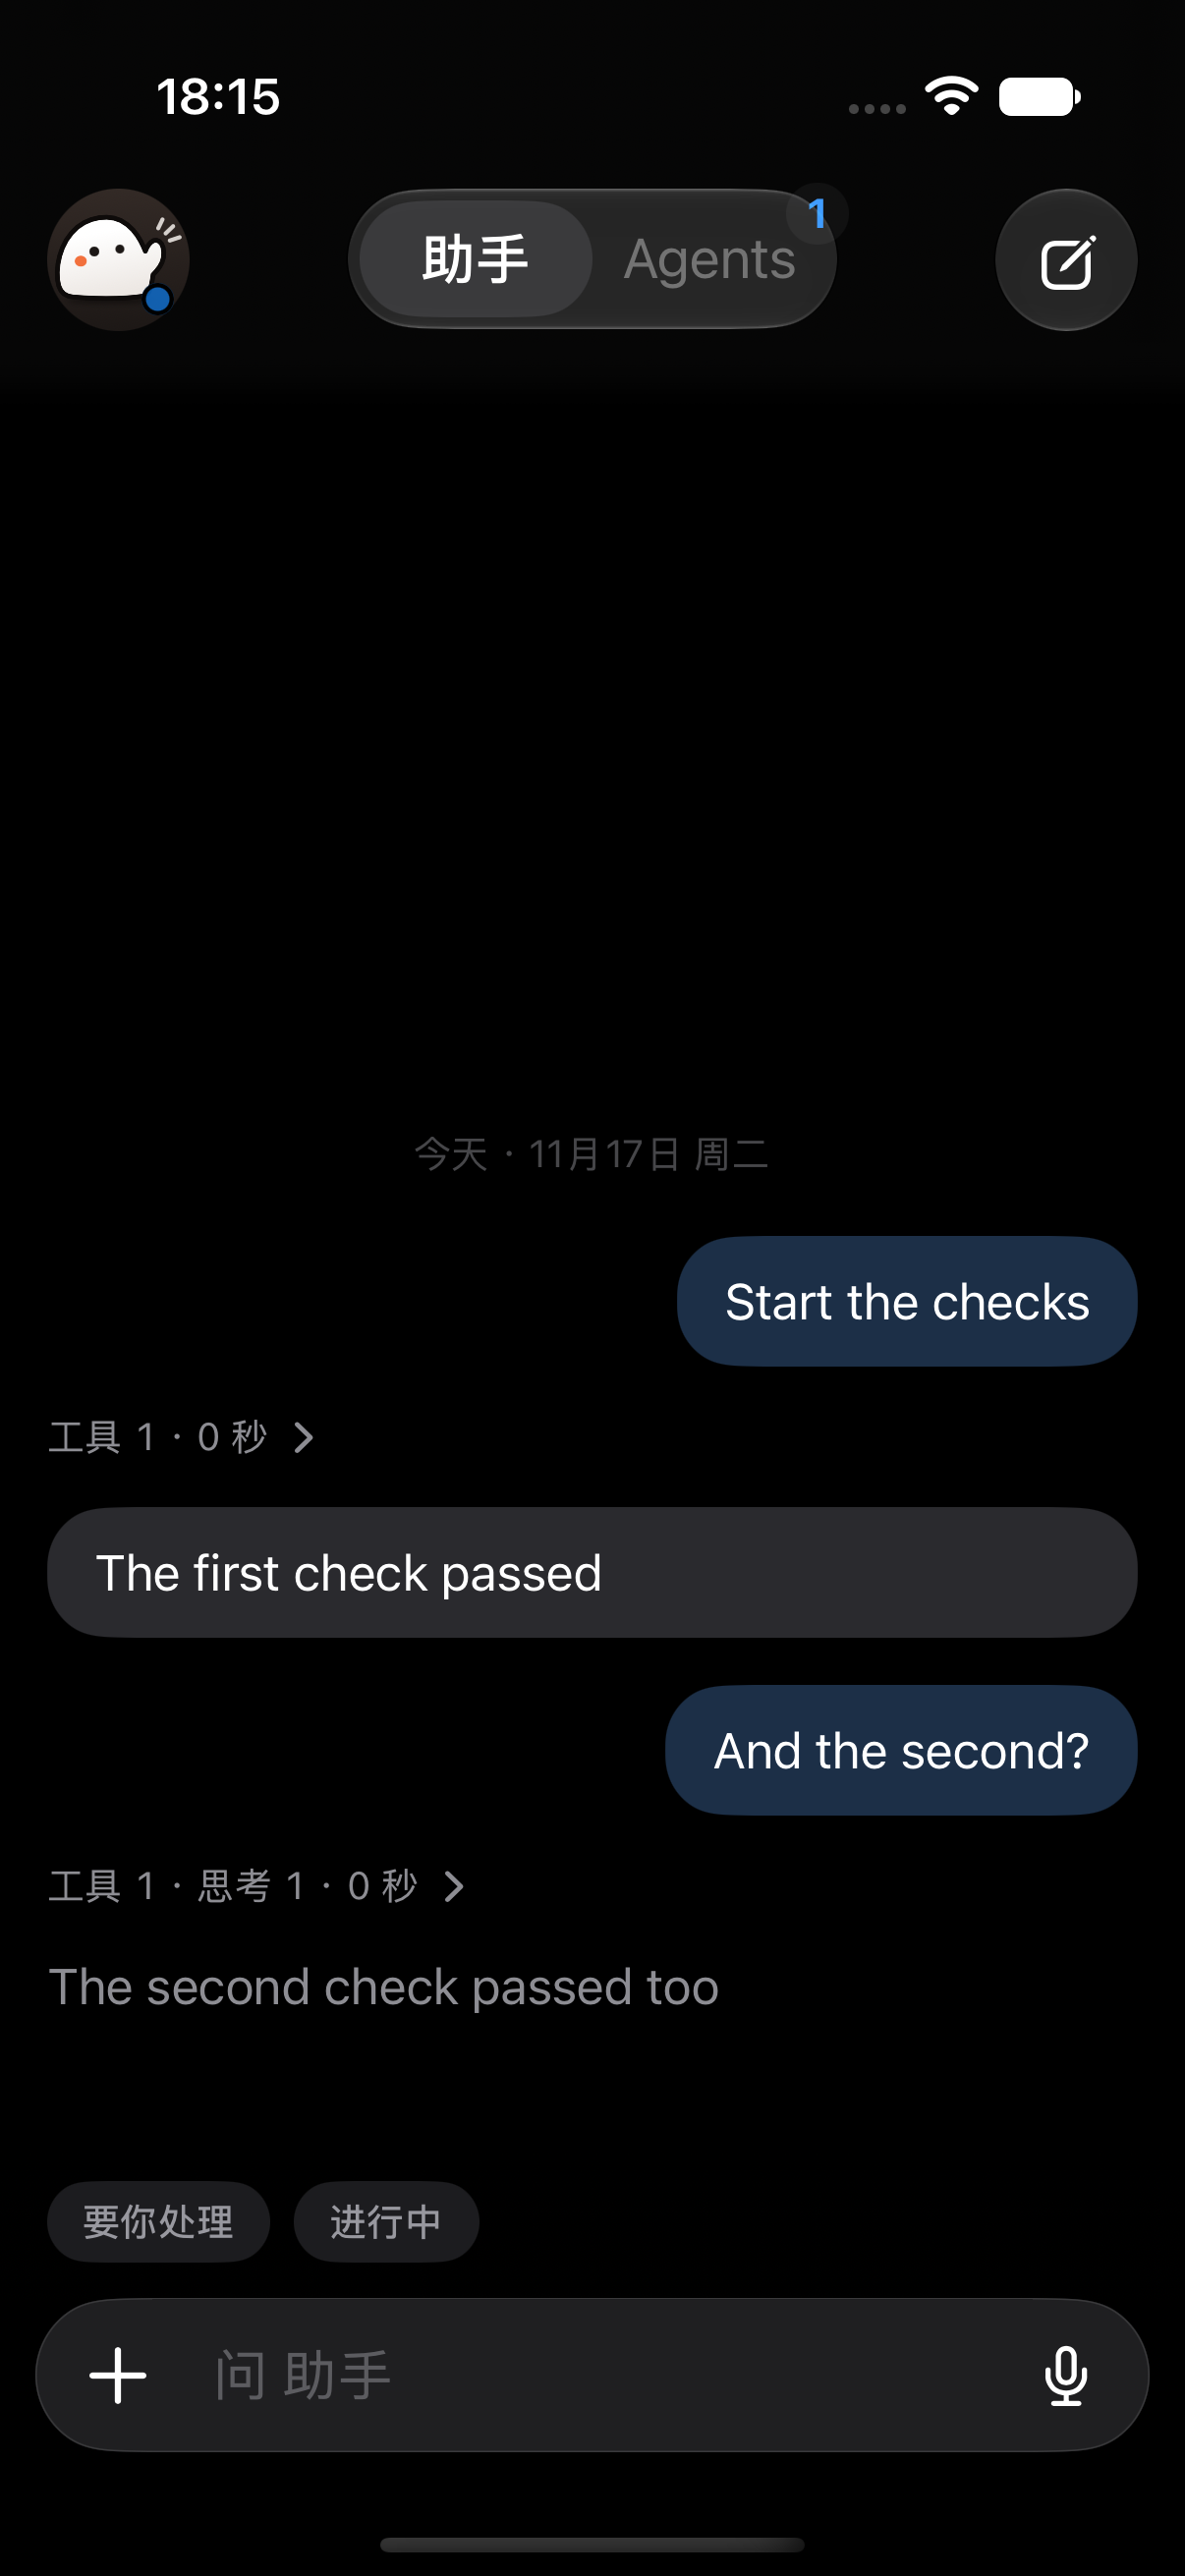 18:15
助手
Agents
1
今天 · 11月17日 周二
Start the checks
工具 1 · 0 秒
The first check passed
And the second?
工具 1 · 思考 1 · 0 秒
The second check passed too
要你处理
进行中
问 助手